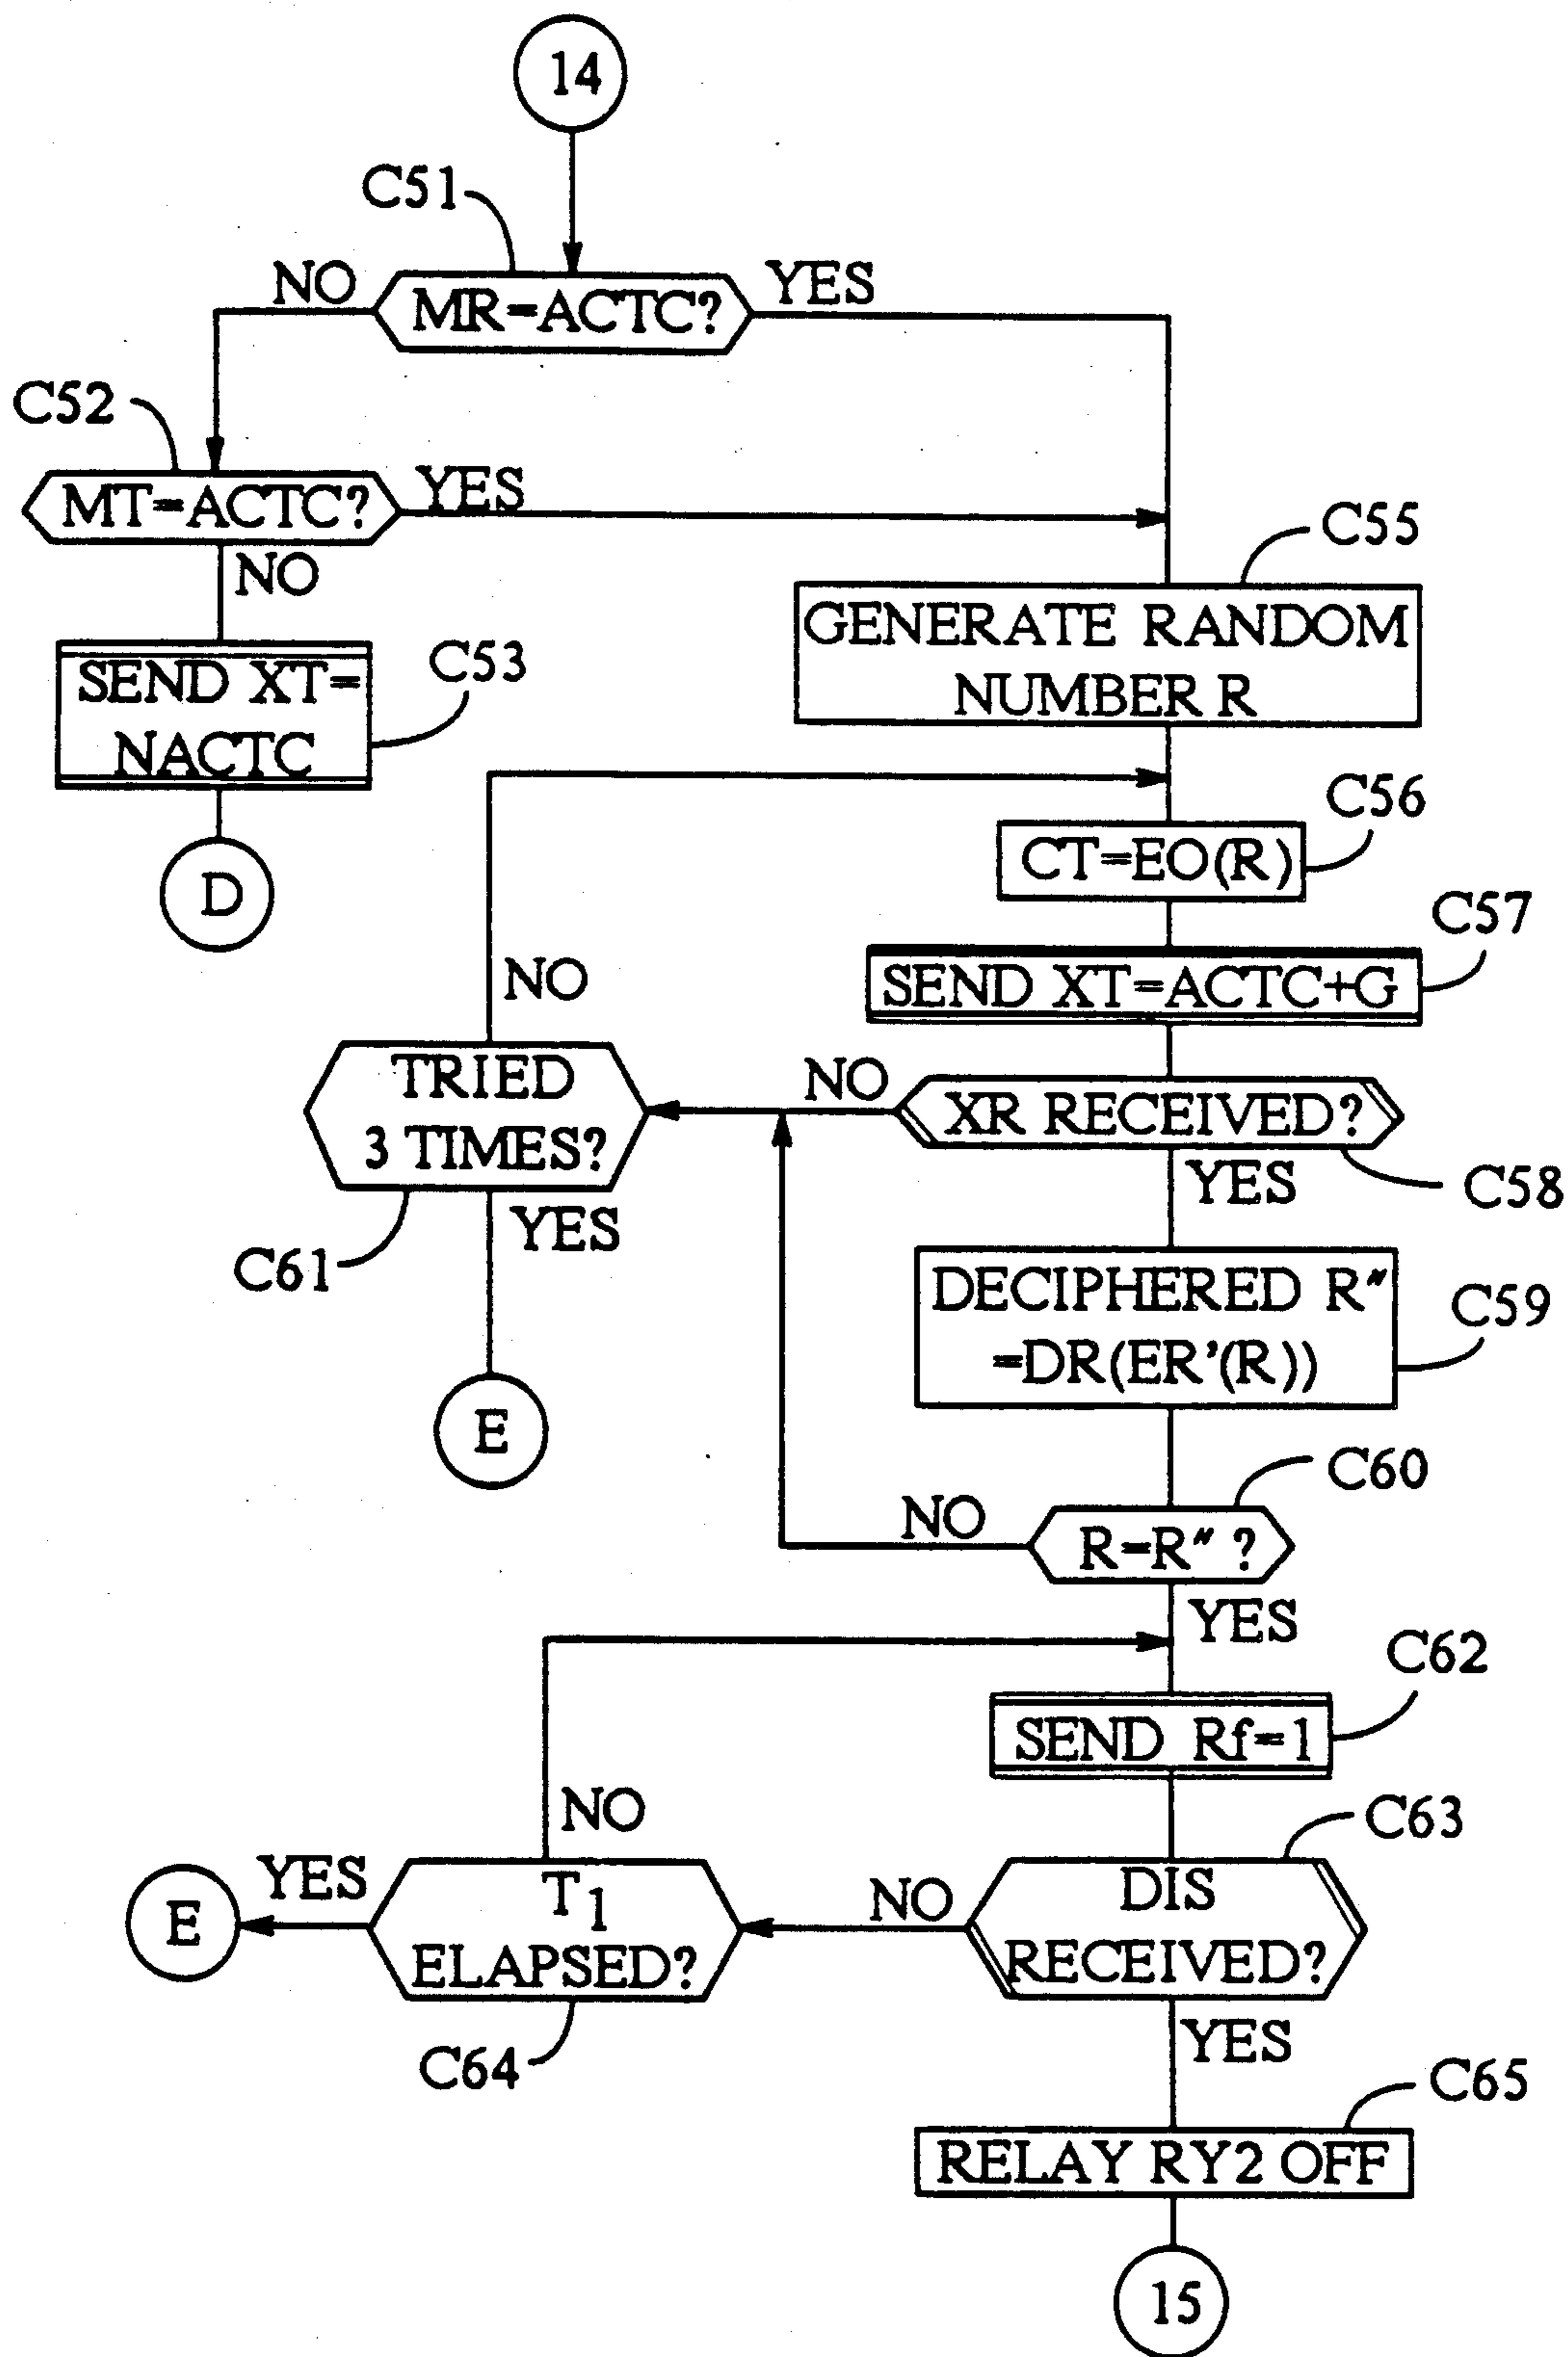 14
C51
NO
MR=ACTC?
YES
C52
MT=ACTC?
YES
NO
C55
GENERATE RANDOM
NUMBER R
SEND XT=
NACTC
C53
D
C56
CT=EO(R)
C57
SEND XT=ACTC+G
NO
TRIED
3 TIMES?
NO
XR RECEIVED?
YES
C58
C61
YES
DECIPHERED R"
=DR(ER'(R))
C59
E
C60
NO
R=R" ?
YES
C62
SEND Rf=1
NO
C63
E
YES
T1
ELAPSED?
NO
DIS
RECEIVED?
C64
YES
C65
RELAY RY2 OFF
15